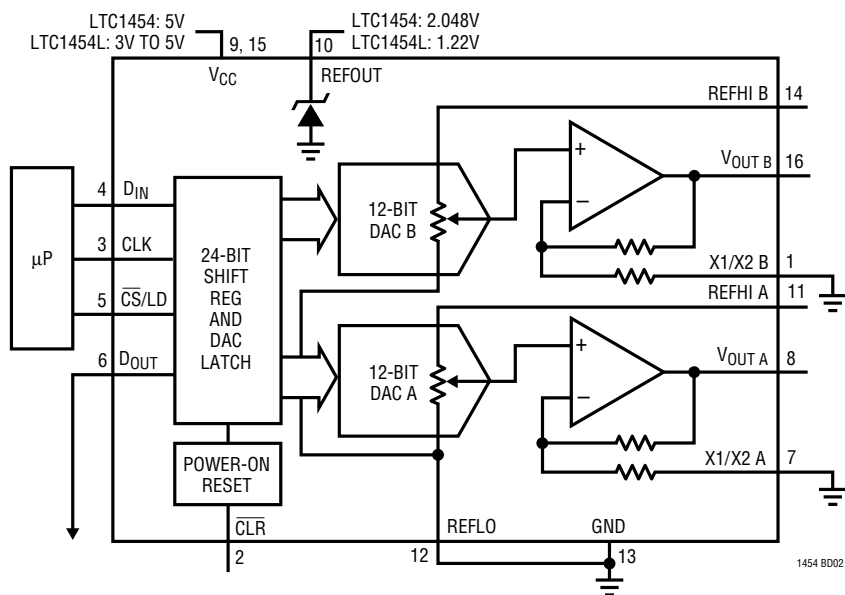 LTC1454: 5V
LTC1454L: 3V TO 5V
LTC1454: 2.048V
LTC1454L: 1.22V
9, 15
10
VCC
REFOUT
REFHI B
14
µP
4
DIN
3
CLK
5
CS/LD
6
DOUT
24-BIT
SHIFT
REG
AND
DAC
LATCH
12-BIT
DAC B
+
−
VOUT B
16
X1/X2 B
1
REFHI A
11
12-BIT
DAC A
+
−
VOUT A
8
X1/X2 A
7
POWER-ON
RESET
CLR
2
REFLO
12
GND
13
1454 BD02